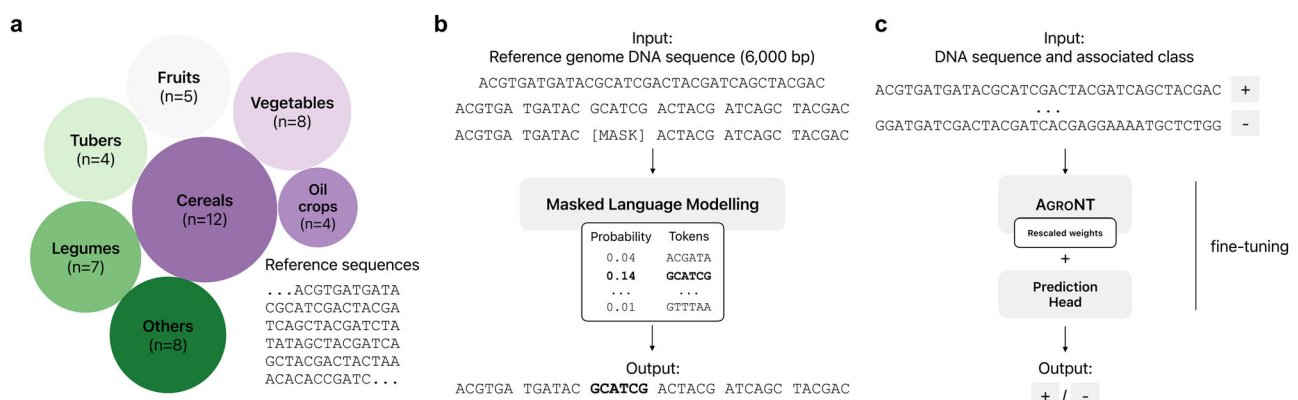 a
Fruits
(n=5)
Vegetables
(n=8)
Tubers
(n=4)
Cereals
(n=12)
Oil
crops
(n=4)
Legumes
(n=7)
Others
(n=8)
Reference sequences
...ACGTGATGATA
CGCATCGACTACGA
TCAGCTACGATCTA
TATAGCTACGATCA
GCTACGACTACTAA
ACACACCGATC...
b
Input:
Reference genome DNA sequence (6,000 bp)
ACGTGATGATACGCATCGACTACGATCAGCTACGAC
ACGTGA TGATAC GCATCG ACTACG ATCAGC TACGAC
ACGTGA TGATAC [MASK] ACTACG ATCAGC TACGAC
Masked Language Modelling
Probability Tokens
0.04 ACGATA
0.14 GCATCG
... ...
0.01 GTTTAA
Output:
ACGTGA TGATAC GCATCG ACTACG ATCAGC TACGAC
c
Input:
DNA sequence and associated class
ACGTGATGATACGCATCGACTACGATCAGCTACGAC +
...
GGATGATCGACTACGATCACGAGGAAAATGCTCTGG -
AGRONT
Rescaled weights
+
Prediction
Head
fine-tuning
Output:
+ / -